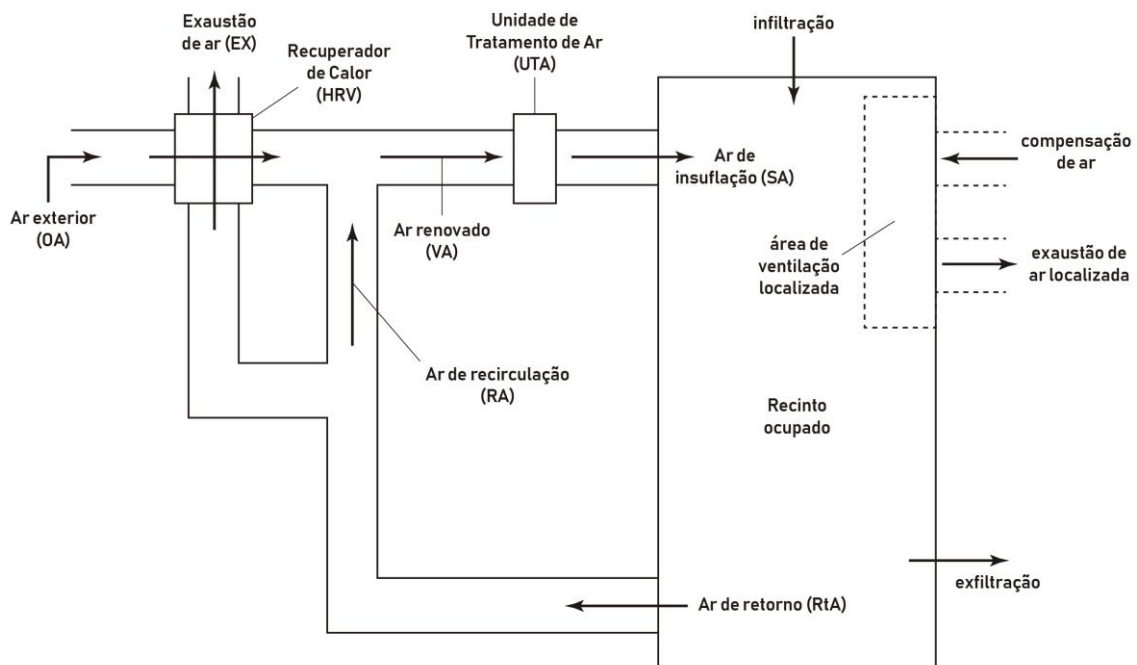 Exaustão
de ar (EX)
Recuperador
de Calor
(HRV)
Unidade de
Tratamento de Ar
(UTA)
infiltração
Ar exterior
(OA)
Ar renovado
(VA)
Ar de
insuflação (SA)
compensação
de ar
área de
ventilação
localizada
exaustão de
ar localizada
Ar de recirculação
(RA)
Recinto
ocupado
exfiltração
Ar de retorno (RtA)